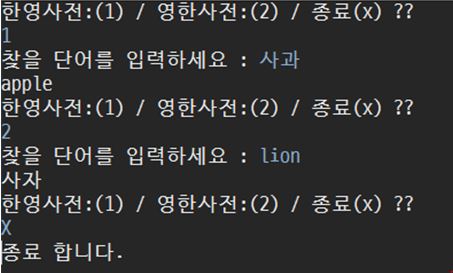 한영사전:(1) / 영한사전:(2) / 종료(x) ??
1
찾을 단어를 입력하세요 : 사과
apple
한영사전:(1) / 영한사전:(2) / 종료(x) ??
2
찾을 단어를 입력하세요 : lion
사자
한영사전:(1) / 영한사전:(2) / 종료(x) ??
X
종료 합니다.